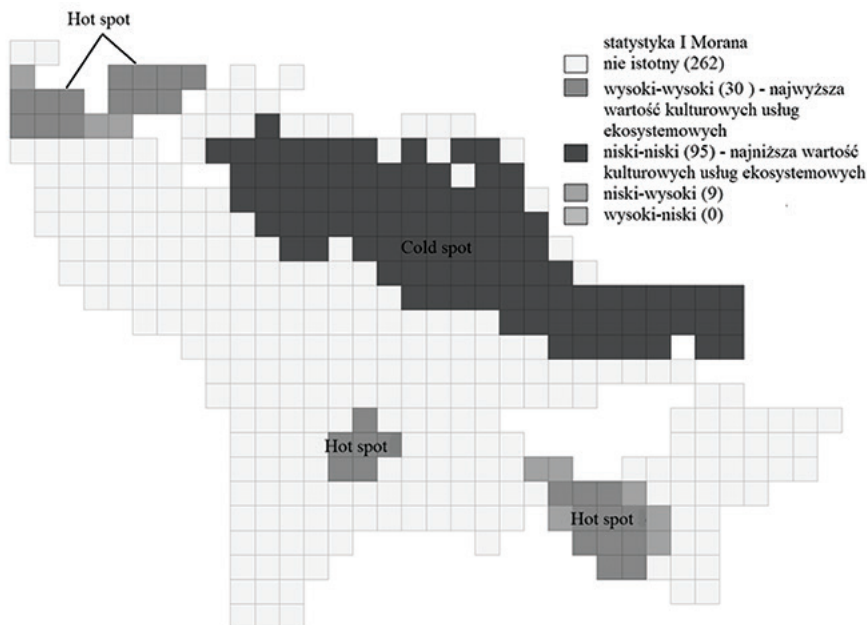 Hot spot
statystyka I Morana
nie istotny (262)
wysoki-wysoki (30 ) - najwyższa
wartość kulturowych usług
ekosystemowych
niski-niski (95) - najniższa wartość
kulturowych usług ekosystemowych
niski-wysoki (9)
wysoki-niski (0)
Cold spot
Hot spot
Hot spot